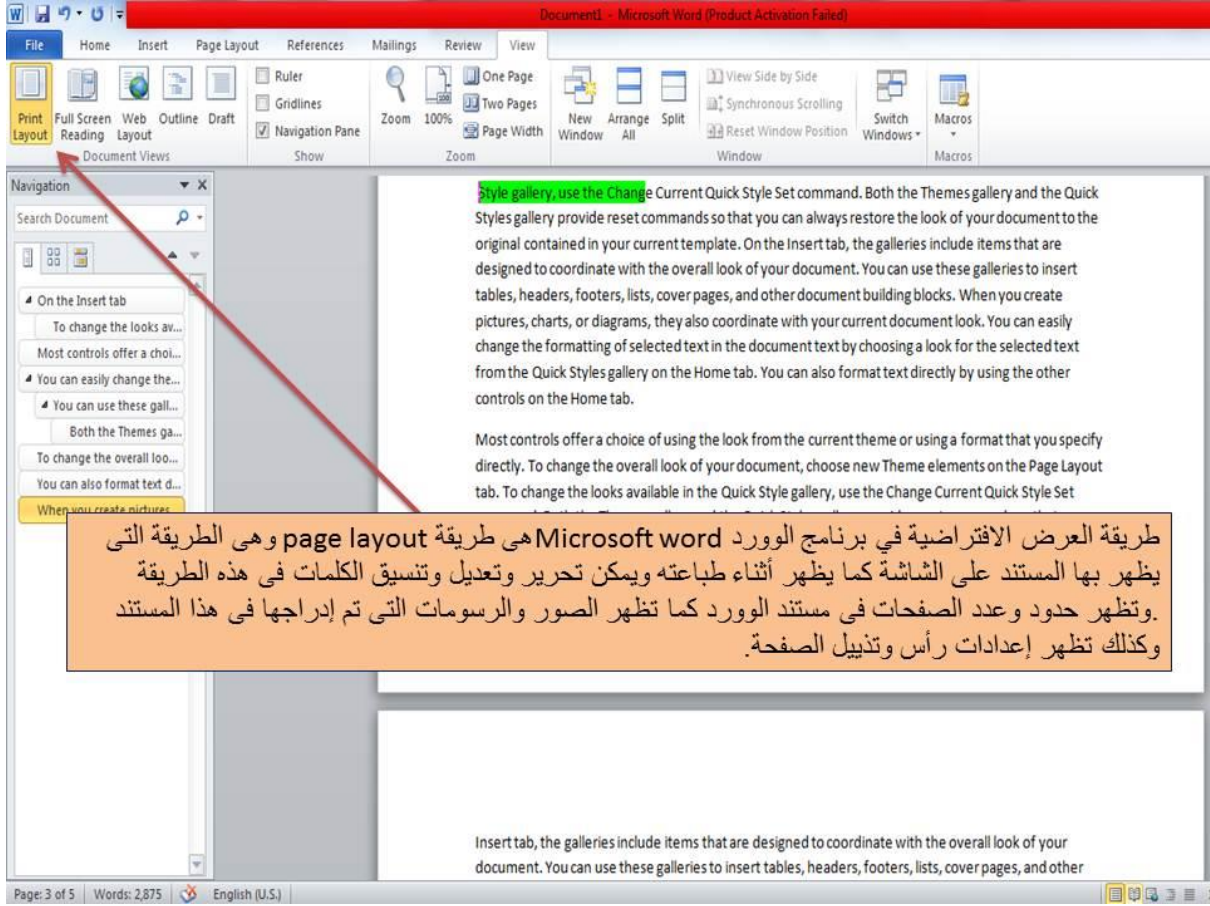 Document1 - Microsoft Word (Product Activation Failed)
File Home Insert Page Layout References Mailings Review View
Print Layout
Full Screen Reading
Web Layout
Outline
Draft
Document Views
Ruler
Gridlines
Navigation Pane
Show
Zoom
100%
One Page
Two Pages
Page Width
Zoom
New Window
Arrange All
Split
View Side by Side
Synchronous Scrolling
Reset Window Position
Switch Windows
Window
Macros
Macros
Navigation
Search Document
On the Insert tab
To change the looks av...
Most controls offer a choi...
You can easily change the...
You can use these gall...
Both the Themes ga...
To change the overall loo...
You can also format text d...
When you create pictures
Style gallery, use the Change Current Quick Style Set command. Both the Themes gallery and the Quick
Styles gallery provide reset commands so that you can always restore the look of your document to the
original contained in your current template. On the Insert tab, the galleries include items that are
designed to coordinate with the overall look of your document. You can use these galleries to insert
tables, headers, footers, lists, cover pages, and other document building blocks. When you create
pictures, charts, or diagrams, they also coordinate with your current document look. You can easily
change the formatting of selected text in the document text by choosing a look for the selected text
from the Quick Styles gallery on the Home tab. You can also format text directly by using the other
controls on the Home tab.
Most controls offer a choice of using the look from the current theme or using a format that you specify
directly. To change the overall look of your document, choose new Theme elements on the Page Layout
tab. To change the looks available in the Quick Style gallery, use the Change Current Quick Style Set
طريقة العرض الافتراضية في برنامج الوورد Microsoft word هى طريقة page layout وهى الطريقة التى
يظهر بها المستند على الشاشة كما يظهر أثناء طباعته ويمكن تحرير وتعديل وتنسيق الكلمات فى هذه الطريقة
.وتظهر حدود وعدد الصفحات فى مستند الوورد كما تظهر الصور والرسومات التى تم إدراجها فى هذا المستند
وكذلك تظهر إعدادات رأس وتذييل الصفحة.
Insert tab, the galleries include items that are designed to coordinate with the overall look of your
document. You can use these galleries to insert tables, headers, footers, lists, cover pages, and other
Page: 3 of 5 Words: 2,875 English (U.S.)